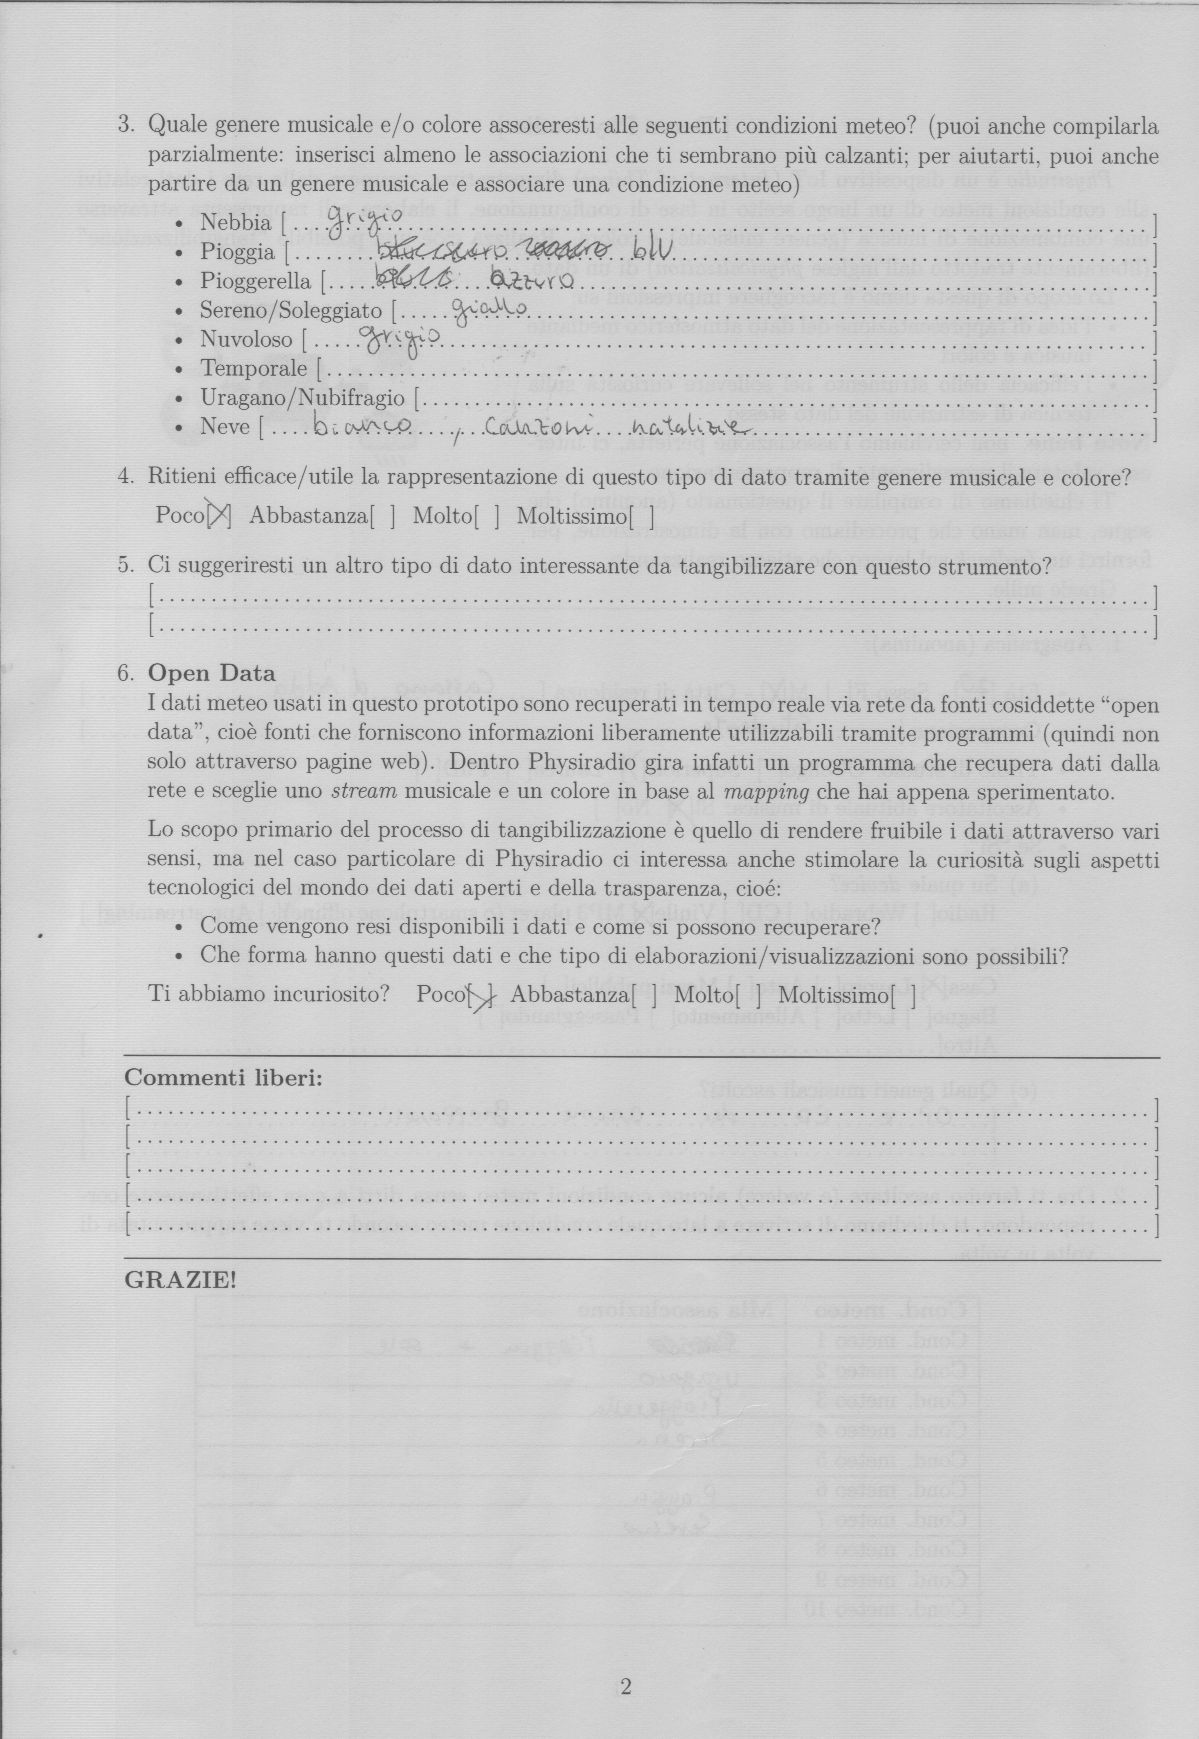 3. Quale genere musicale e/o colore assoceresti alle seguenti condizioni meteo? (puoi anche compilarla
parzialmente: inserisci almeno le associazioni che ti sembrano più calzanti; per aiutarti, puoi anche
partire da un genere musicale e associare una condizione meteo)
• Nebbia [....grigio....]
• Pioggia [........blu....]
• Pioggerella [........azzuro....]
• Sereno/Soleggiato [.....giallo....]
• Nuvoloso [.....grigio....]
• Temporale [....]
• Uragano/Nubifragio [....]
• Neve [....bianco...., canzoni natalizie....]
4. Ritieni efficace/utile la rappresentazione di questo tipo di dato tramite genere musicale e colore?
Poco[X] Abbastanza[ ] Molto[ ] Moltissimo[ ]
5. Ci suggeriresti un altro tipo di dato interessante da tangibilizzare con questo strumento?
[....]
[....]
6. Open Data
I dati meteo usati in questo prototipo sono recuperati in tempo reale via rete da fonti cosiddette “open
data”, cioè fonti che forniscono informazioni liberamente utilizzabili tramite programmi (quindi non
solo attraverso pagine web). Dentro Physiradio gira infatti un programma che recupera dati dalla
rete e sceglie uno stream musicale e un colore in base al mapping che hai appena sperimentato.
Lo scopo primario del processo di tangibilizzazione è quello di rendere fruibile i dati attraverso vari
sensi, ma nel caso particolare di Physiradio ci interessa anche stimolare la curiosità sugli aspetti
tecnologici del mondo dei dati aperti e della trasparenza, cioé:
• Come vengono resi disponibili i dati e come si possono recuperare?
• Che forma hanno questi dati e che tipo di elaborazioni/visualizzazioni sono possibili?
Ti abbiamo incuriosito? Poco[X] Abbastanza[ ] Molto[ ] Moltissimo[ ]
Commenti liberi:
[....]
[....]
[....]
[....]
[....]
GRAZIE!
2